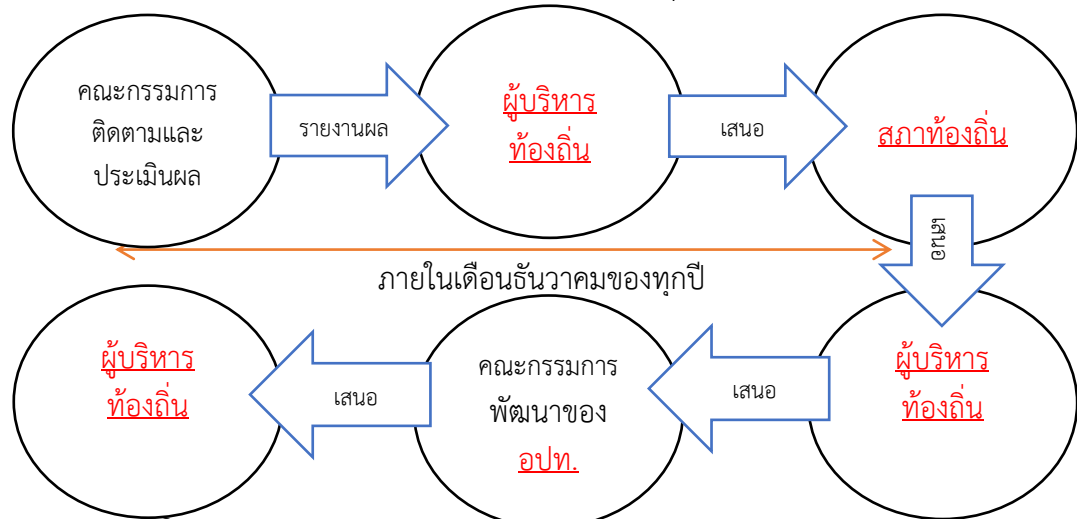 คณะกรรมการ
ติดตามและ
ประเมินผล
รายงานผล
ผู้บริหาร
ท้องถิ่น
เสนอ
สภาท้องถิ่น
เสนอ
ภายในเดือนธันวาคมของทุกปี
ผู้บริหาร
ท้องถิ่น
เสนอ
คณะกรรมการ
พัฒนาของ
อปท.
เสนอ
ผู้บริหาร
ท้องถิ่น